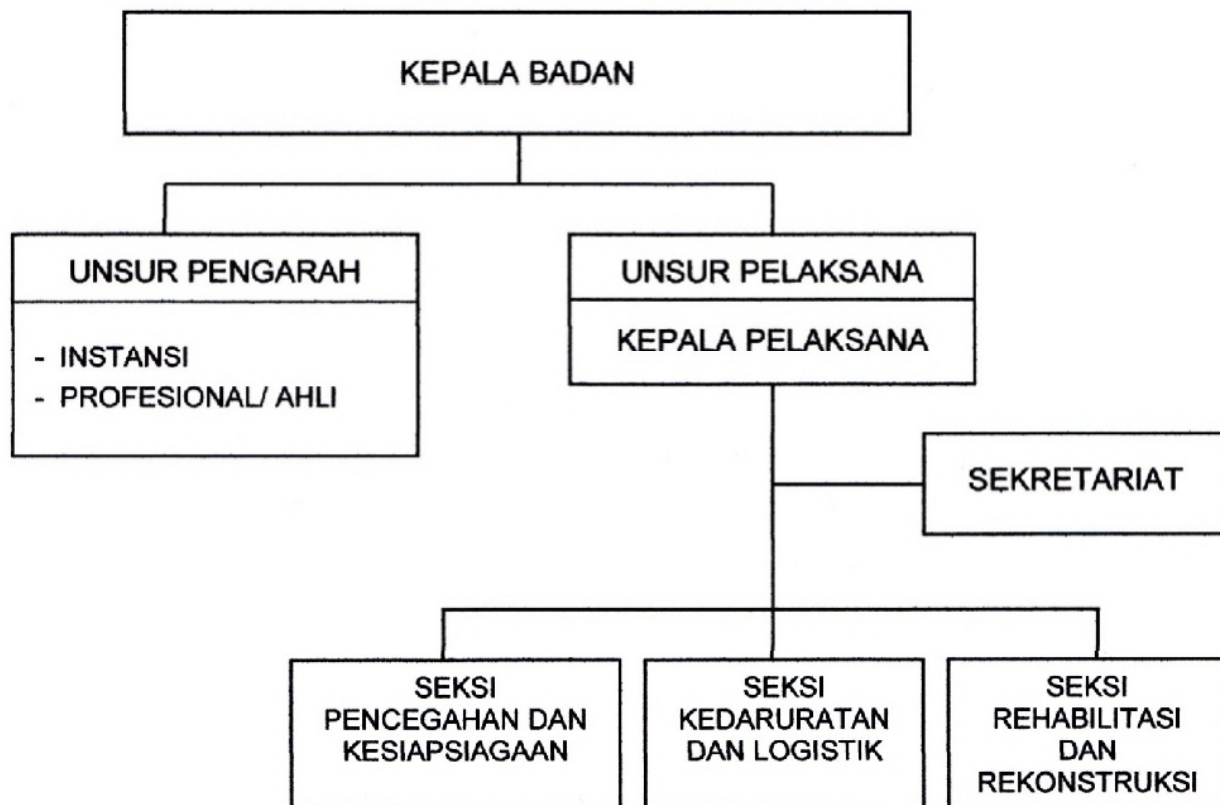 KEPALA BADAN
UNSUR PENGARAH
- INSTANSI
- PROFESIONAL/ AHLI
UNSUR PELAKSANA
KEPALA PELAKSANA
SEKRETARIAT
SEKSI
PENCEGAHAN DAN
KESIAPSIAGAAN
SEKSI
KEDARURATAN
DAN LOGISTIK
SEKSI
REHABILITASI
DAN
REKONSTRUKSI